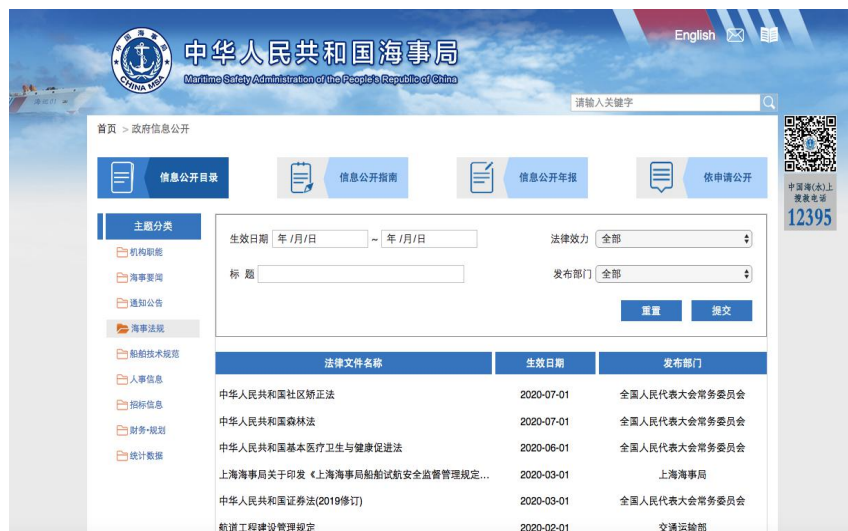 English
中华人民共和国海事局
Maritime Safety Administration of the People's Republic of China
CHINA MSA
请输入关键字
首页 > 政府信息公开
信息公开目录
信息公开指南
信息公开年报
依申请公开
中国海(水)上
搜救电话
12395
主题分类
机构职能
海事要闻
通知公告
海事法规
船舶技术规范
人事信息
招标信息
财务•规划
统计数据
生效日期 年 /月/日 ~ 年 /月/日 法律效力 全部
标 题 发布部门 全部
重置 提交
法律文件名称 生效日期 发布部门
中华人民共和国社区矫正法 2020-07-01 全国人民代表大会常务委员会
中华人民共和国森林法 2020-07-01 全国人民代表大会常务委员会
中华人民共和国基本医疗卫生与健康促进法 2020-06-01 全国人民代表大会常务委员会
上海海事局关于印发《上海海事局船舶试航安全监督管理规定... 2020-03-01 上海海事局
中华人民共和国证券法(2019修订) 2020-03-01 全国人民代表大会常务委员会
航道工程建设管理规定 2020-02-01 交通运输部